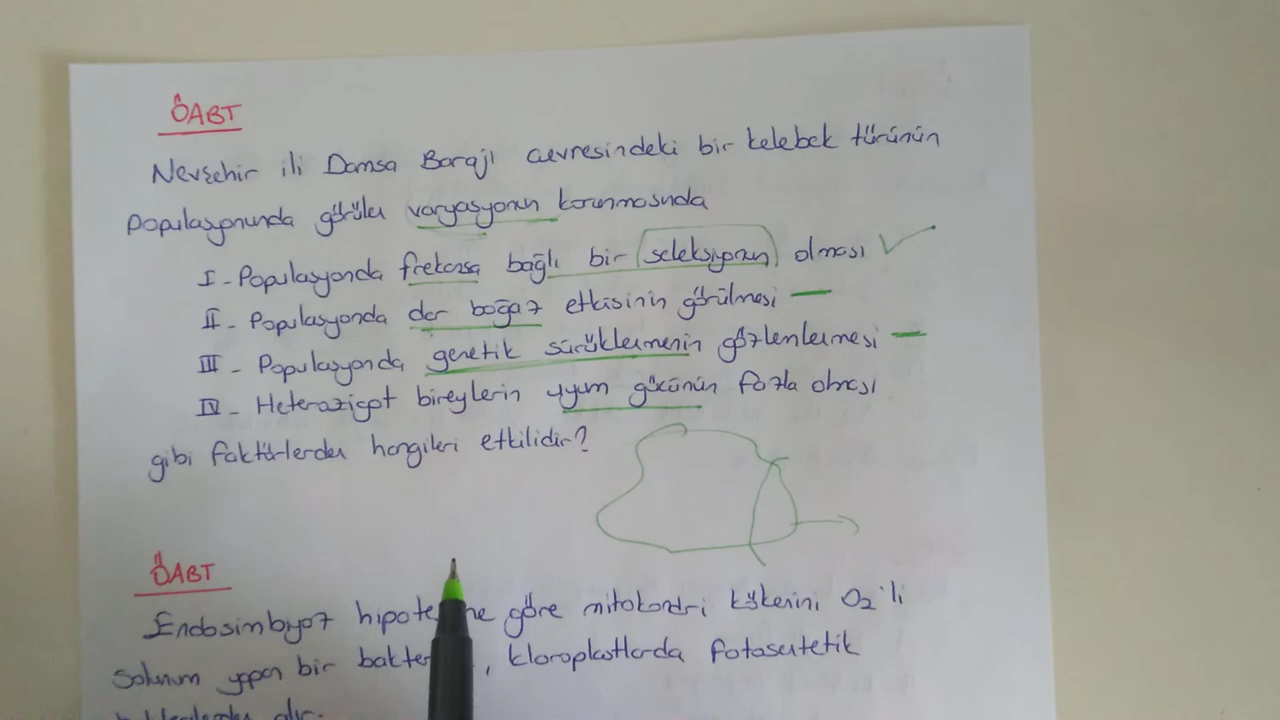 ÖABT
Nevşehir ili Damsa Barajı çevresindeki bir kelebek türünün
populasyonunda görülen varyasyonun korunmasında
I - Populasyonda frekansa bağlı bir seleksiyonun olması
II - Populasyonda dar boğaz etkisinin görülmesi
III - Populasyonda genetik sürüklenmenin gözlenlenmesi
IV - Heterozigot bireylerin uyum gücünün fazla olması
gibi faktörlerden hangileri etkilidir?
ÖABT
Endosimbiyoz göre mitokondri kökenini O2'li
solunum yapan bir , kloroplastlarda fotosentetik